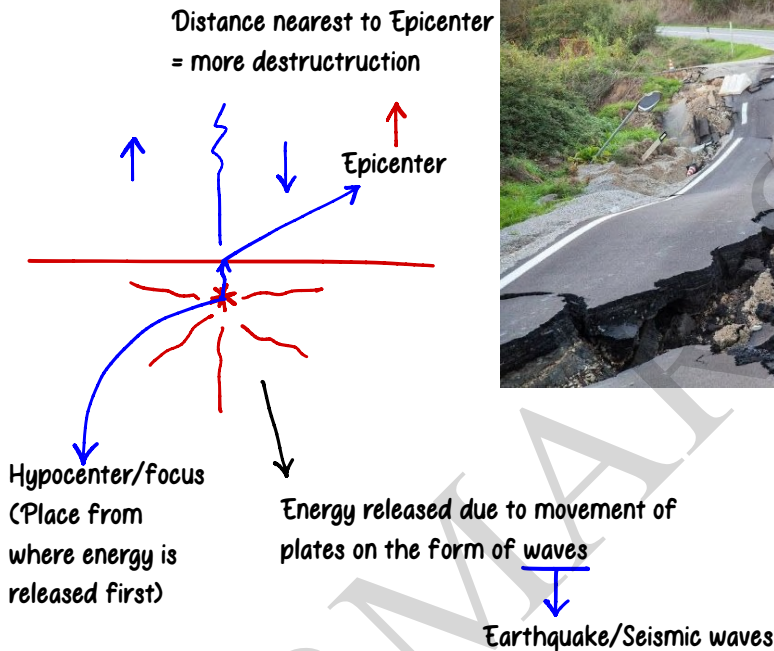 Distance nearest to Epicenter
= more destructruction
Epicenter
Hypocenter/focus
(Place from
where energy is
released first)
Energy released due to movement of
plates on the form of waves
Earthquake/Seismic waves